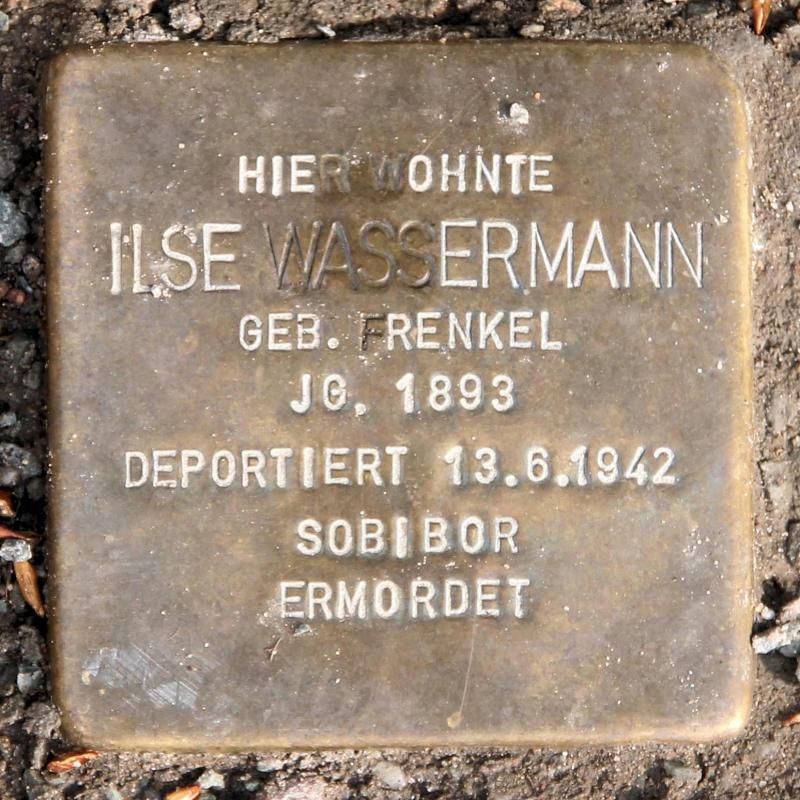 HIER WOHNTE
ILSE WASSERMANN
GEB. FRENKEL
JG. 1893
DEPORTIERT 13.6.1942
SOBIBOR
ERMORDET